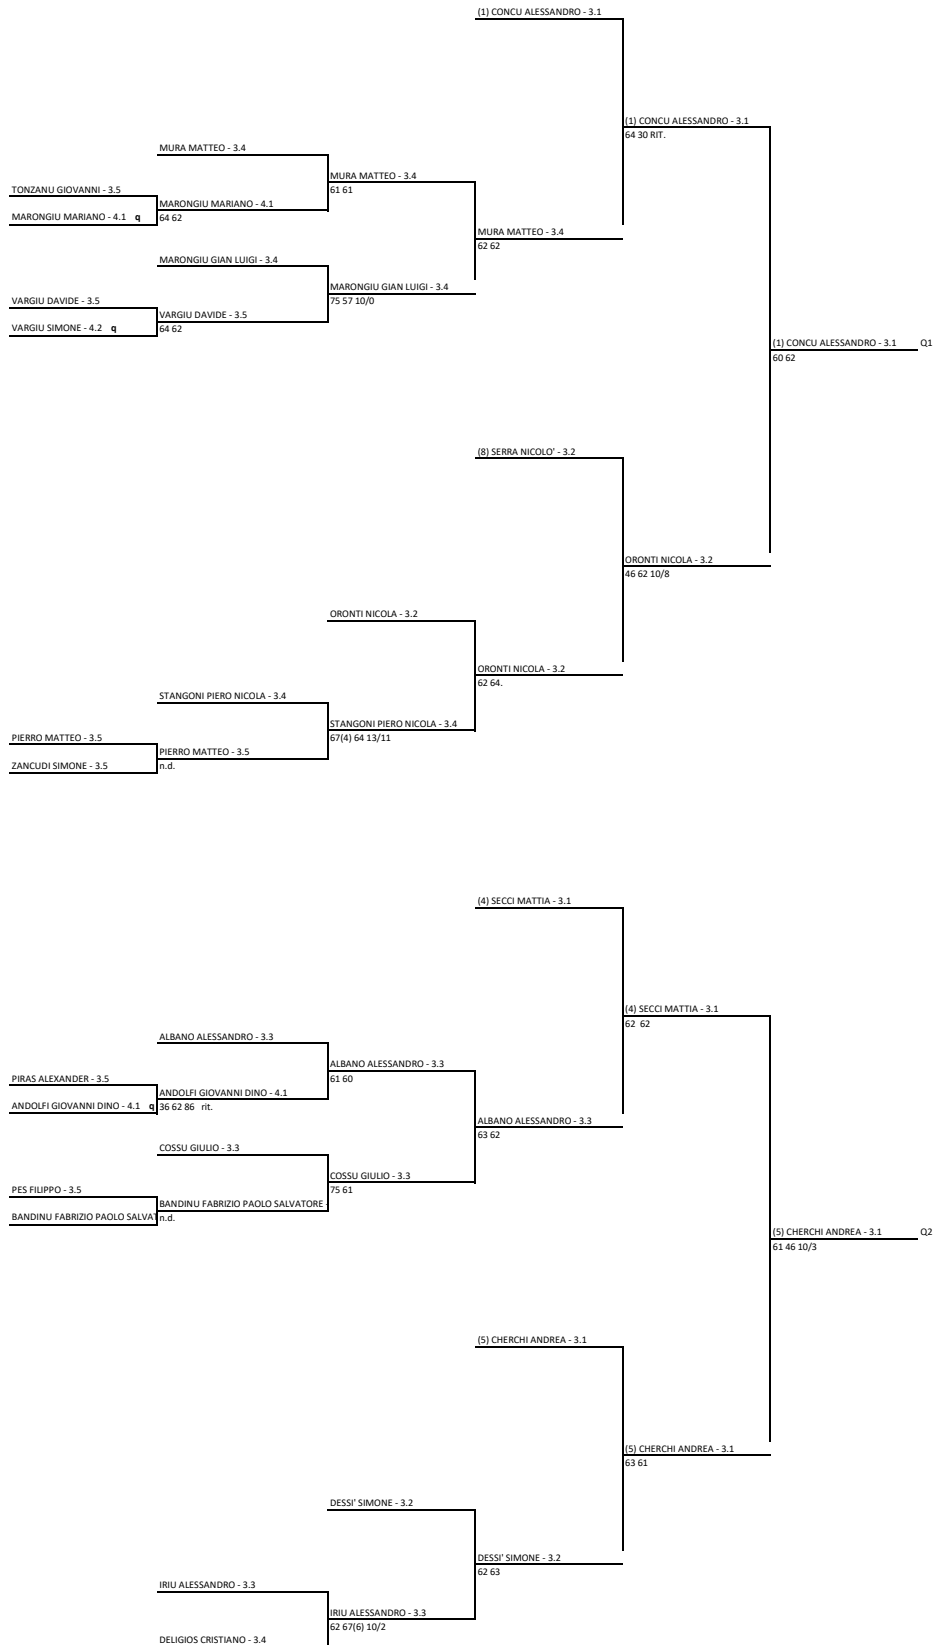 (1) CONCU ALESSANDRO - 3.1
(1) CONCU ALESSANDRO - 3.1
64 30 RIT.
MURA MATTEO - 3.4
MURA MATTEO - 3.4
61 61
TONZANU GIOVANNI - 3.5
MARONGIU MARIANO - 4.1
64 62
MARONGIU MARIANO - 4.1 q
MURA MATTEO - 3.4
62 62
MARONGIU GIAN LUIGI - 3.4
MARONGIU GIAN LUIGI - 3.4
75 57 10/0
VARGIU DAVIDE - 3.5
VARGIU DAVIDE - 3.5
64 62
VARGIU SIMONE - 4.2 q
(1) CONCU ALESSANDRO - 3.1 Q1
60 62
(8) SERRA NICOLO' - 3.2
ORONTI NICOLA - 3.2
46 62 10/8
ORONTI NICOLA - 3.2
ORONTI NICOLA - 3.2
62 64.
STANGONI PIERO NICOLA - 3.4
STANGONI PIERO NICOLA - 3.4
67(4) 64 13/11
PIERRO MATTEO - 3.5
PIERRO MATTEO - 3.5
n.d.
ZANCUDI SIMONE - 3.5
(4) SECCI MATTIA - 3.1
(4) SECCI MATTIA - 3.1
62 62
ALBANO ALESSANDRO - 3.3
ALBANO ALESSANDRO - 3.3
61 60
PIRAS ALEXANDER - 3.5
ANDOLFI GIOVANNI DINO - 4.1
36 62 86 rit.
ANDOLFI GIOVANNI DINO - 4.1 q
ALBANO ALESSANDRO - 3.3
63 62
COSSU GIULIO - 3.3
COSSU GIULIO - 3.3
75 61
PES FILIPPO - 3.5
BANDINU FABRIZIO PAOLO SALVATORE -
n.d.
BANDINU FABRIZIO PAOLO SALVAT
(5) CHERCHI ANDREA - 3.1 Q2
61 46 10/3
(5) CHERCHI ANDREA - 3.1
(5) CHERCHI ANDREA - 3.1
63 61
DESSI' SIMONE - 3.2
DESSI' SIMONE - 3.2
62 63
IRIU ALESSANDRO - 3.3
IRIU ALESSANDRO - 3.3
62 67(6) 10/2
DELIGIOS CRISTIANO - 3.4